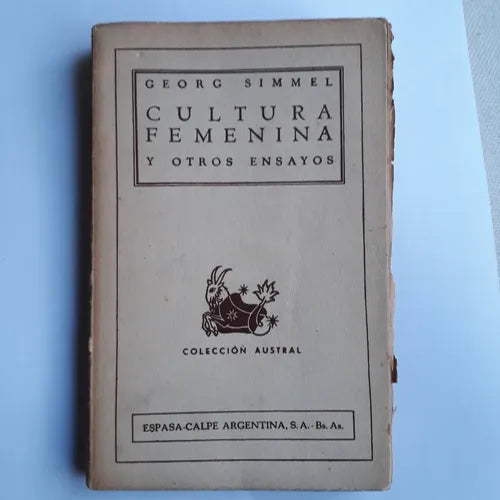 GEORG SIMMEL
CULTURA
FEMENINA
Y OTROS ENSAYOS
COLECCIÓN AUSTRAL
ESPASA-CALPE ARGENTINA, S. A. - Bs. As.